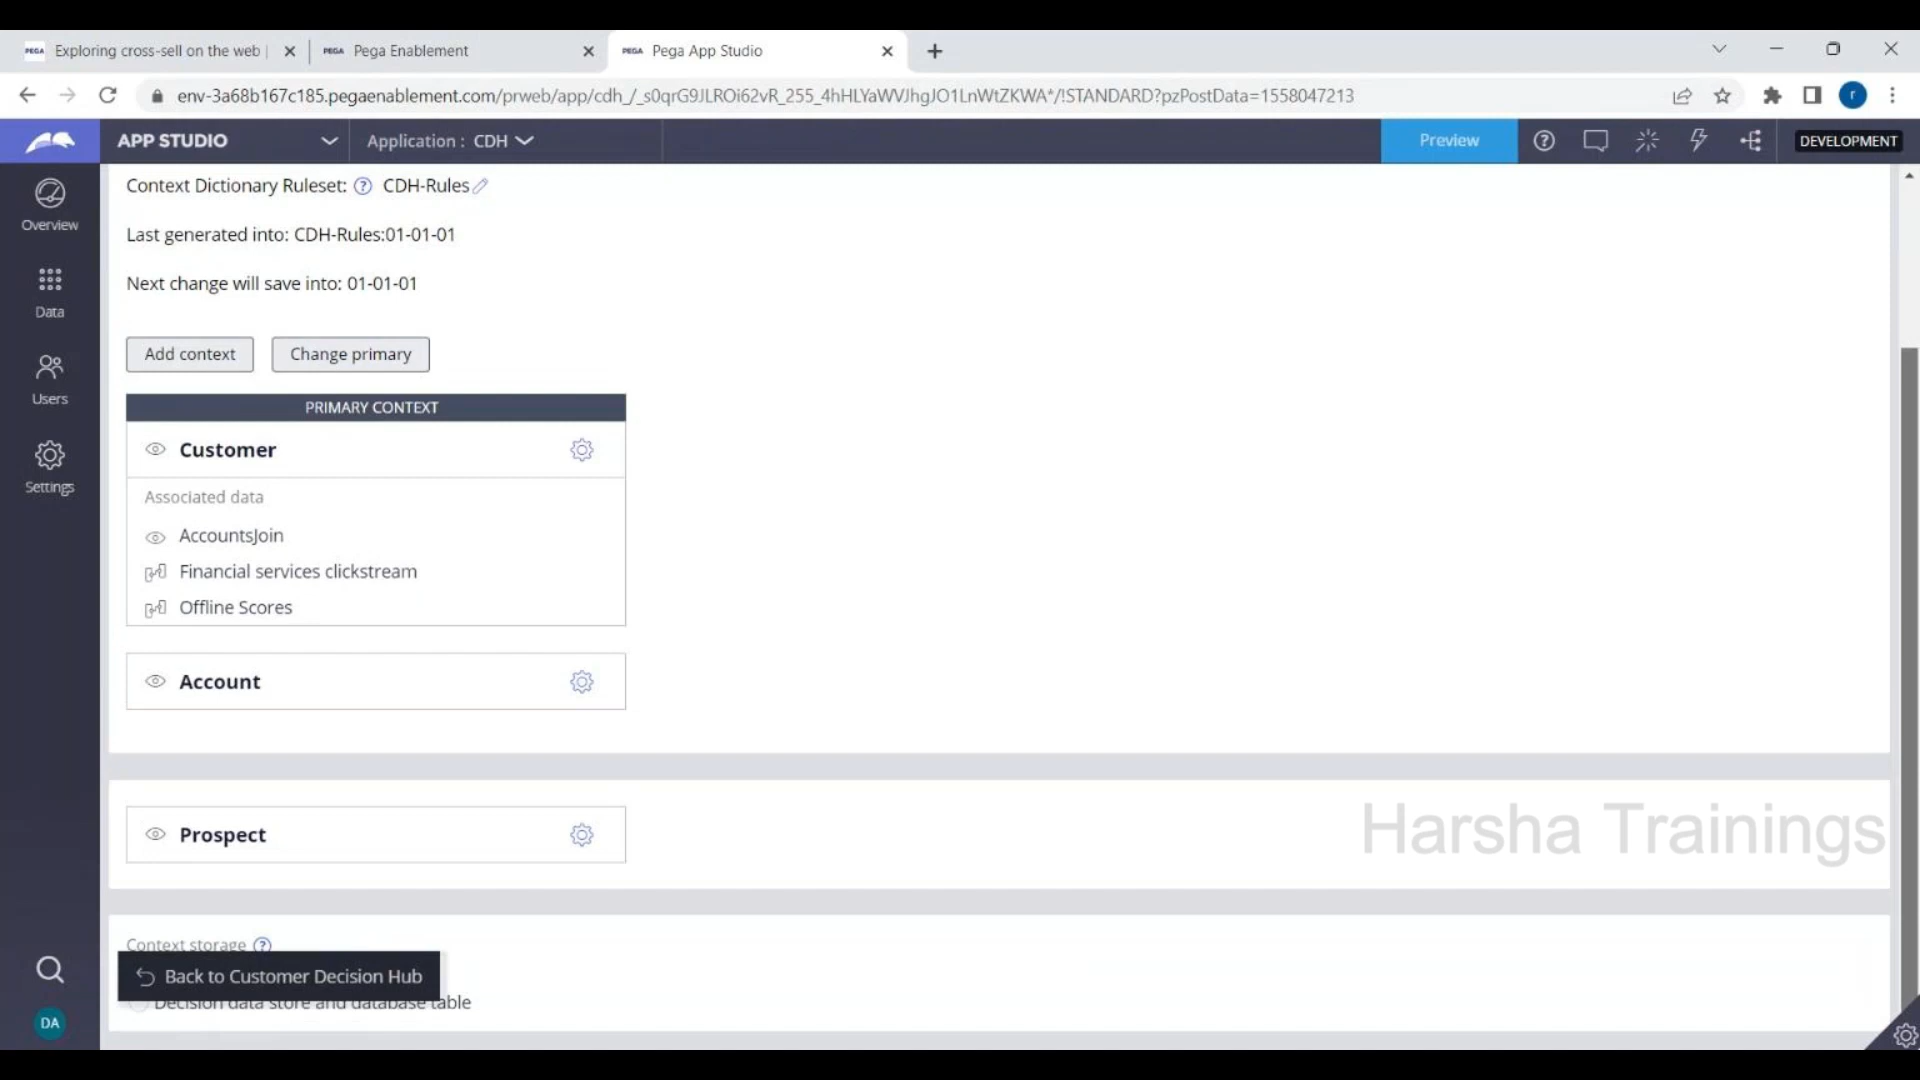 PEGA Exploring cross-sell on the web
PEGA Pega Enablement
PEGA Pega App Studio
env-3a68b167c185.pegaenablement.com/prweb/app/cdh_/_s0qrG9JLROi62vR_255_4hHLYaWVJhgJO1LnWtZKWA*/!STANDARD?pzPostData=1558047213
r
APP STUDIO
Application : CDH
Preview
DEVELOPMENT
Overview
Data
Users
Settings
DA
Context Dictionary Ruleset: ? CDH-Rules
Last generated into: CDH-Rules:01-01-01
Next change will save into: 01-01-01
Add context
Change primary
PRIMARY CONTEXT
Customer
Associated data
AccountsJoin
Financial services clickstream
Offline Scores
Account
Prospect
Harsha Trainings
Context storage ?
Back to Customer Decision Hub
Decision data store and database table